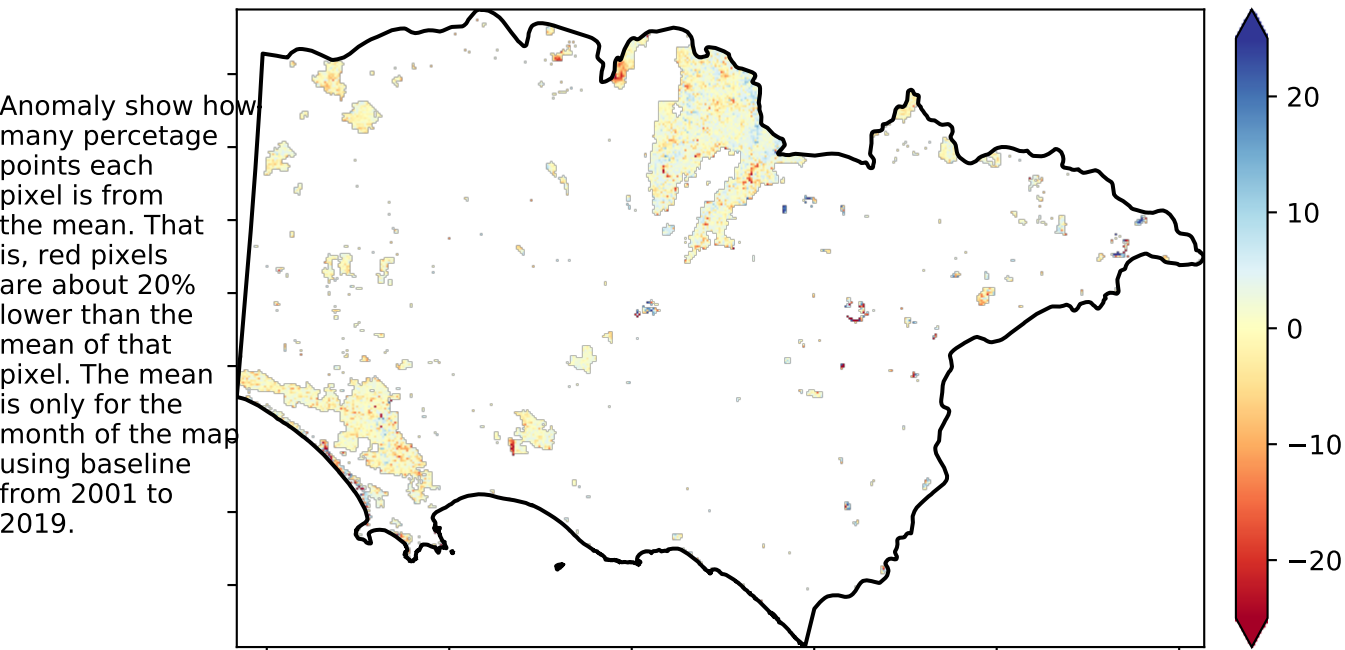 Anomaly show how
many percetage
points each
pixel is from
the mean. That
is, red pixels
are about 20%
lower than the
mean of that
pixel. The mean
is only for the
month of the map
using baseline
from 2001 to
2019.
20
10
0
−10
−20